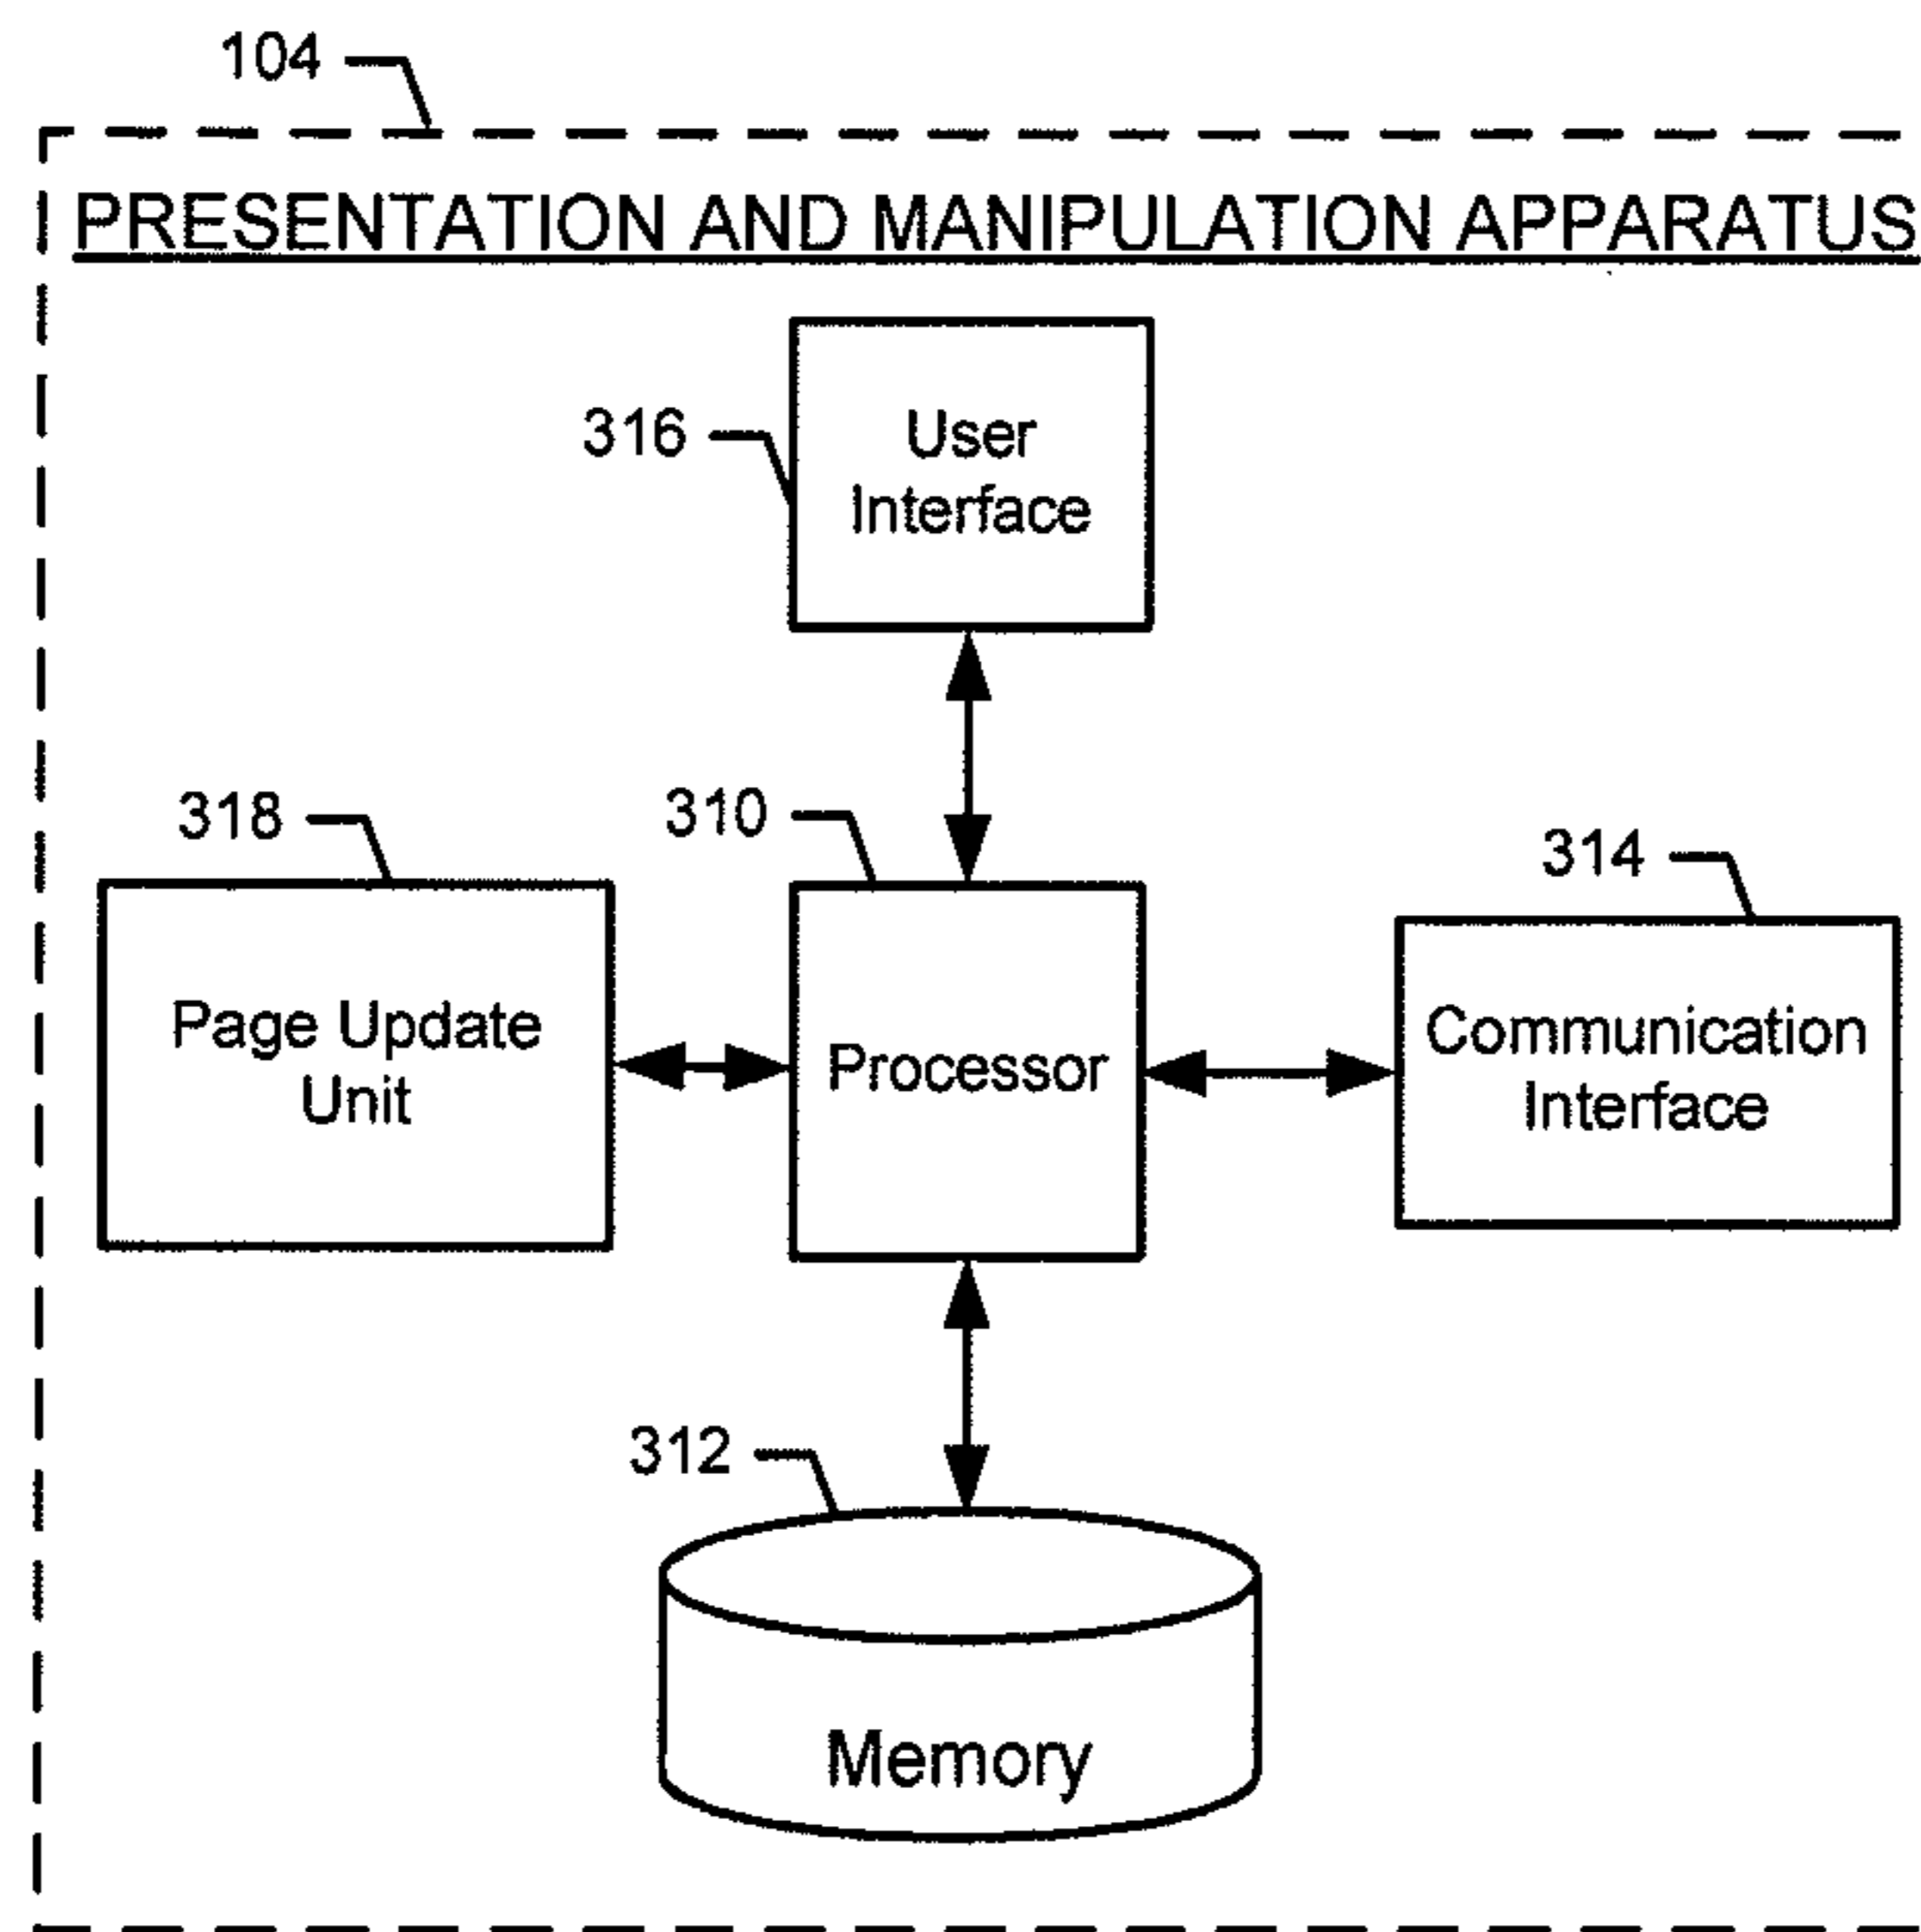 104
PRESENTATION AND MANIPULATION APPARATUS
316
User
Interface
318
310
314
Page Update
Unit
Processor
Communication
Interface
312
Memory